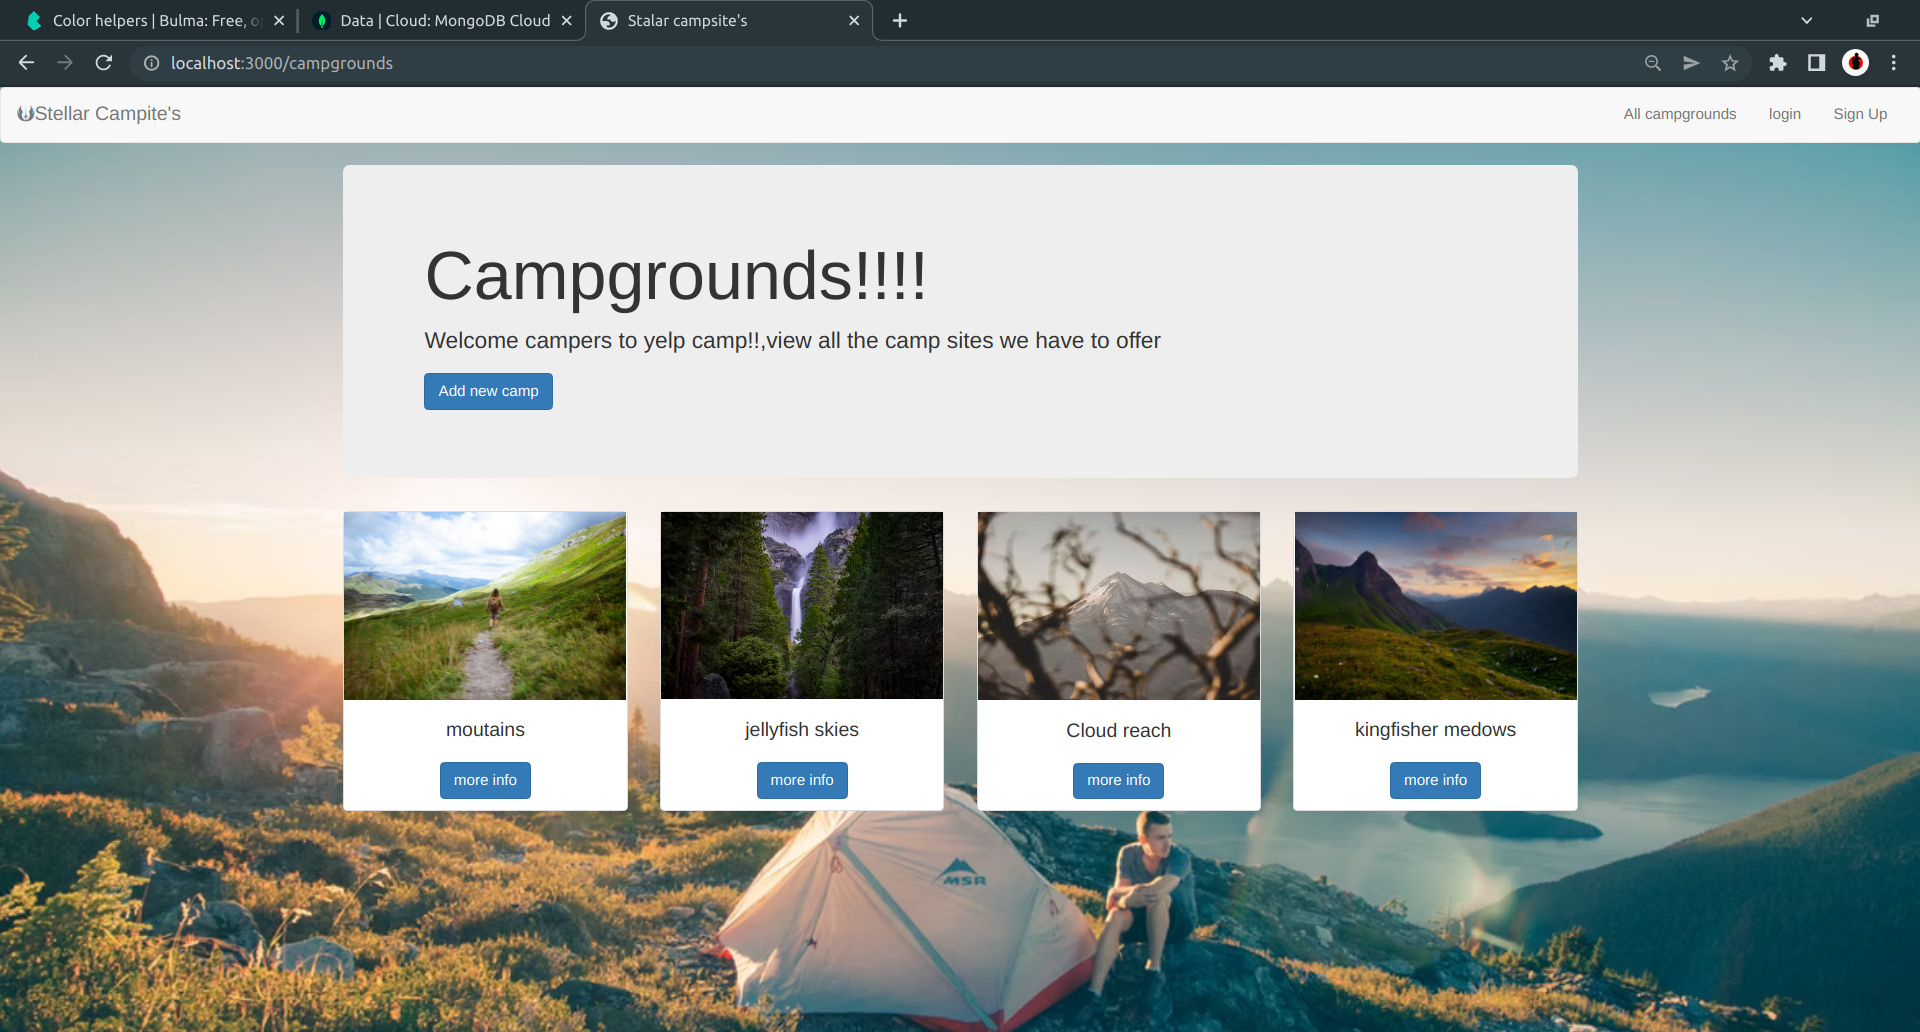 Color helpers | Bulma: Free, o
Data | Cloud: MongoDB Cloud
Stalar campsite's
localhost:3000/campgrounds
Stellar Campite's
All campgrounds
login
Sign Up
Campgrounds!!!!
Welcome campers to yelp camp!!,view all the camp sites we have to offer
Add new camp
moutains
jellyfish skies
Cloud reach
kingfisher medows
more info
more info
more info
more info
MSR